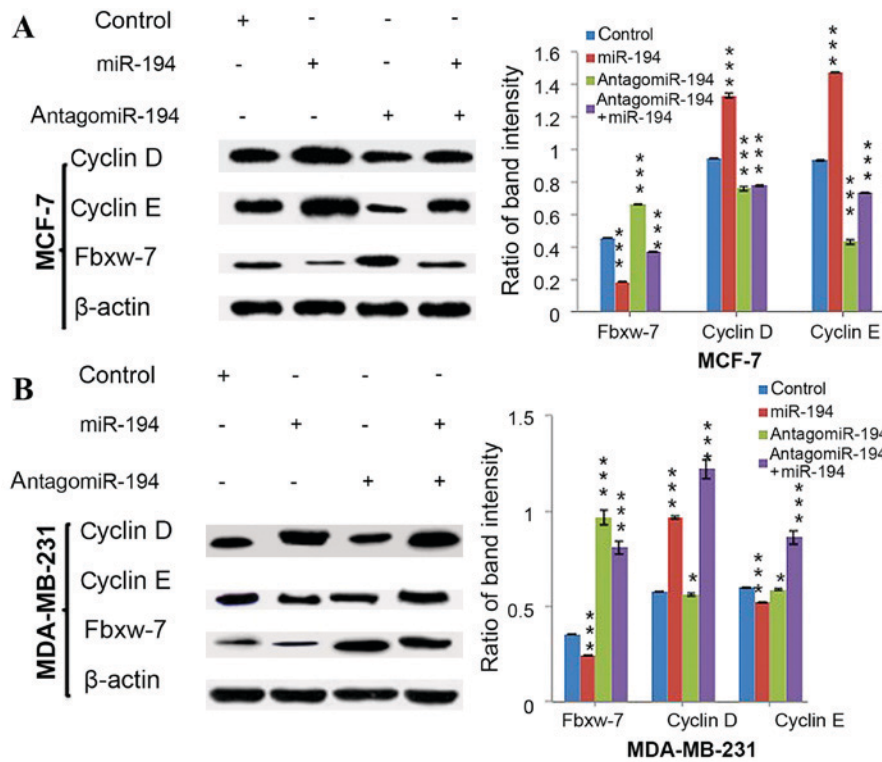 A
Control + - - -
miR-194 - + - +
AntagomiR-194 - - + +
MCF-7
Cyclin D
Cyclin E
Fbxw-7
β-actin
Ratio of band intensity
1.6
1.4
1.2
1
0.8
0.6
0.4
0.2
0
Control
miR-194
AntagomiR-194
AntagomiR-194
+miR-194
***
***
***
***
***
***
***
***
***
Fbxw-7 Cyclin D Cyclin E
MCF-7
B
Control + - - -
miR-194 - + - +
AntagomiR-194 - - + +
MDA-MB-231
Cyclin D
Cyclin E
Fbxw-7
β-actin
Ratio of band intensity
1.5
1
0.5
0
Control
miR-194
AntagomiR-194
AntagomiR-194
+miR-194
***
***
***
***
*
***
***
*
***
Fbxw-7 Cyclin D Cyclin E
MDA-MB-231